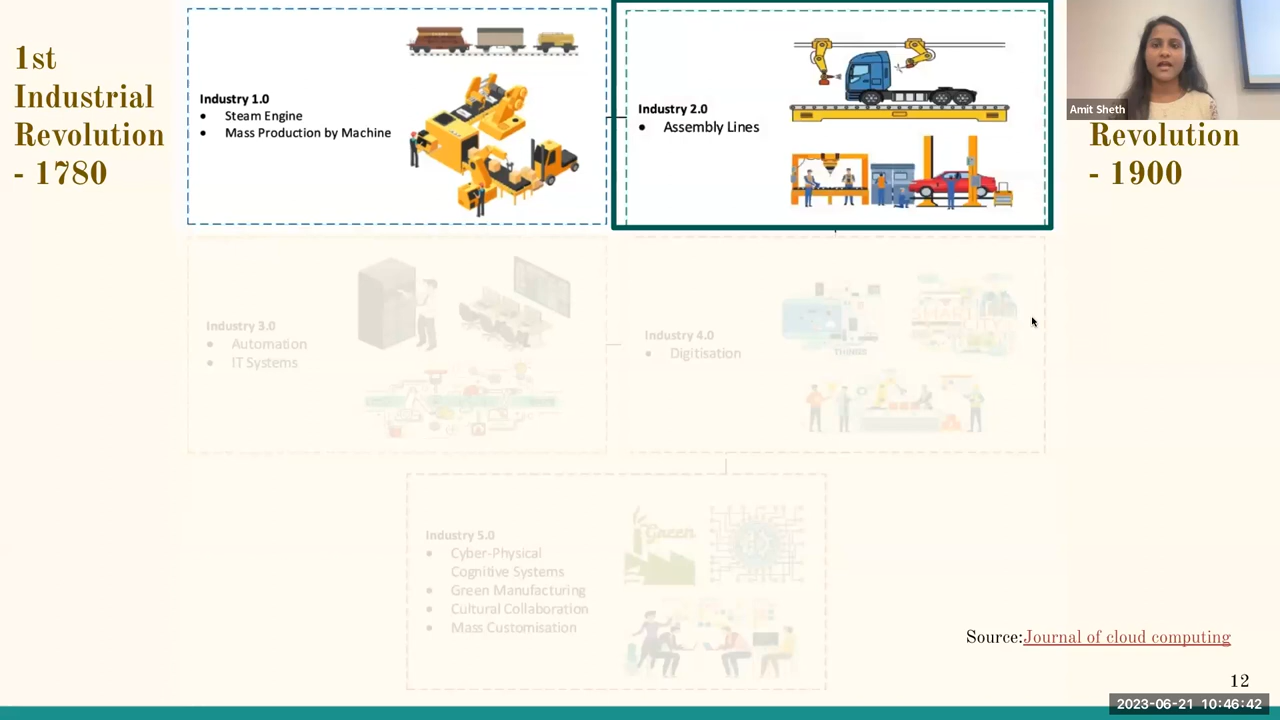 1st
Industrial
Revolution
- 1780
Industry 1.0
• Steam Engine
• Mass Production by Machine
Industry 2.0
• Assembly Lines
Amit Sheth
Revolution
- 1900
Industry 3.0
• Automation
• IT Systems
Industry 4.0
• Digitisation
THINGS
Industry 5.0
• Cyber-Physical
Cognitive Systems
• Green Manufacturing
• Cultural Collaboration
• Mass Customisation
Green
Source:Journal of cloud computing
12
2023-06-21 10:46:42